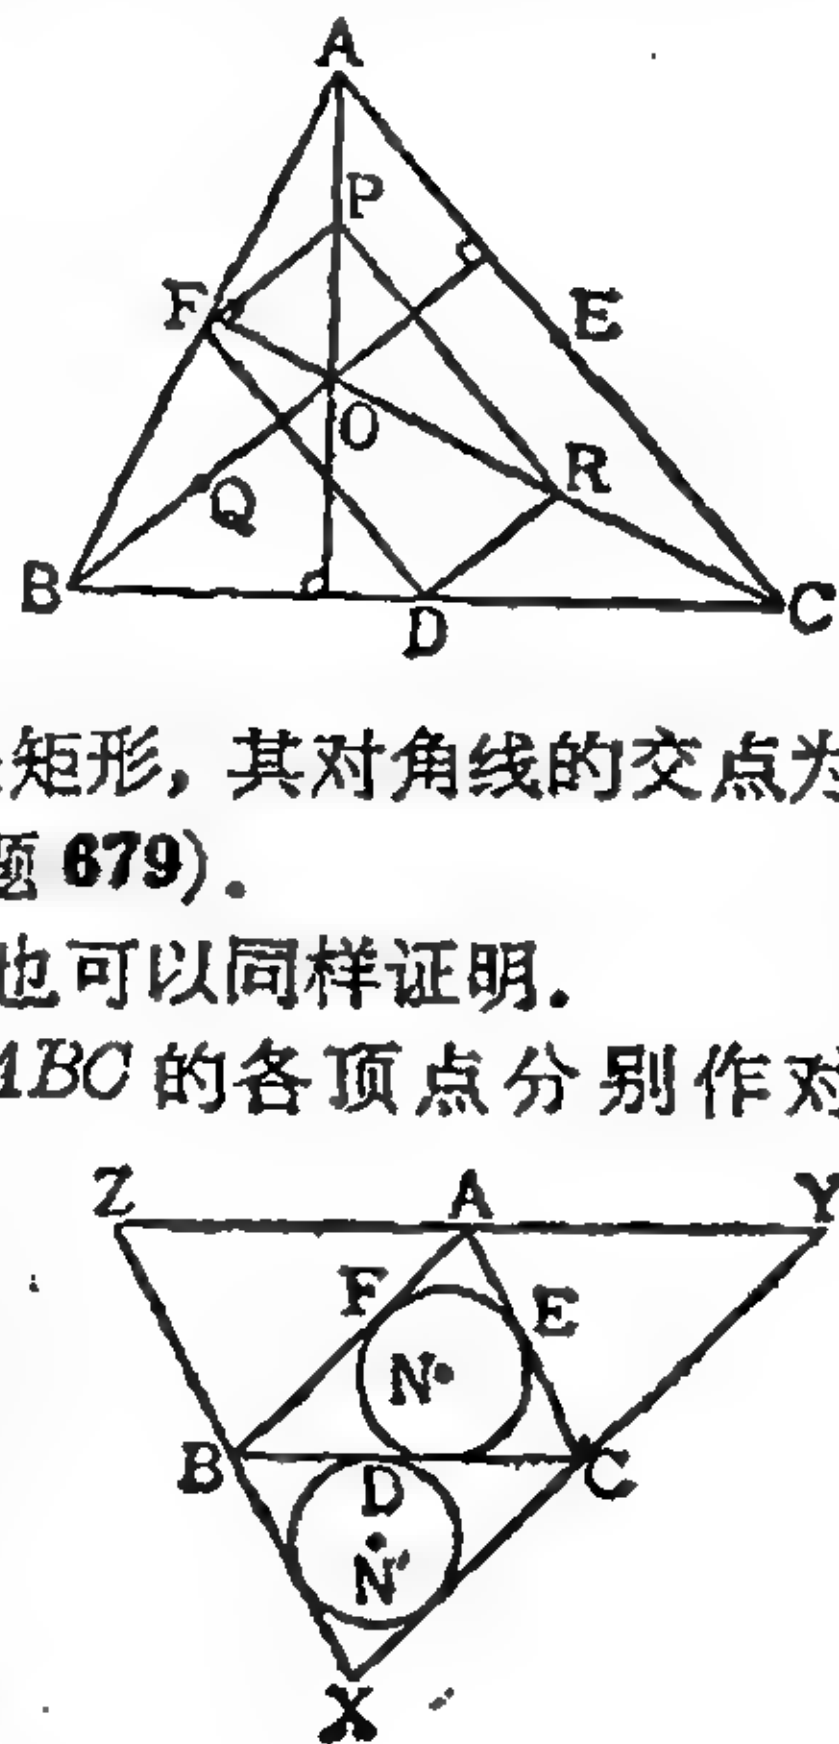 A
P
F
E
O
R
Q
B
D
C
矩形, 其对角线的交点为
题 679).
也可以同样证明.
ABC 的各顶点分别作对
Z A Y
F
E
N
B
D
C
N'
X